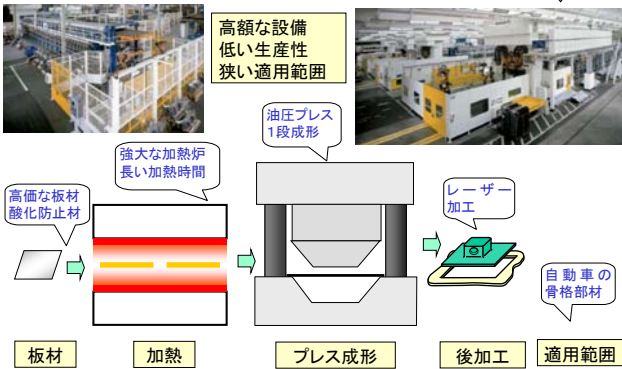 高額な設備
低い生産性
狭い適用範囲
油圧プレス
1段成形
強大な加熱炉
長い加熱時間
高価な板材
酸化防止材
レーザー
加工
自動車の
骨格部材
板材
加熱
プレス成形
後加工
適用範囲